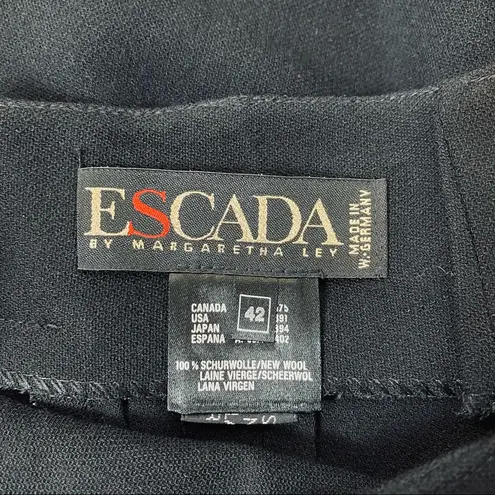 ESCADA
BY MARGARETHA LEY
MADE IN
W. GERMANY
42
CANADA
USA
JAPAN
ESPANA
100 % SCHURWOLLE/NEW WOOL
LAINE VIERGE/SCHEERWOL
LANA VIRGEN